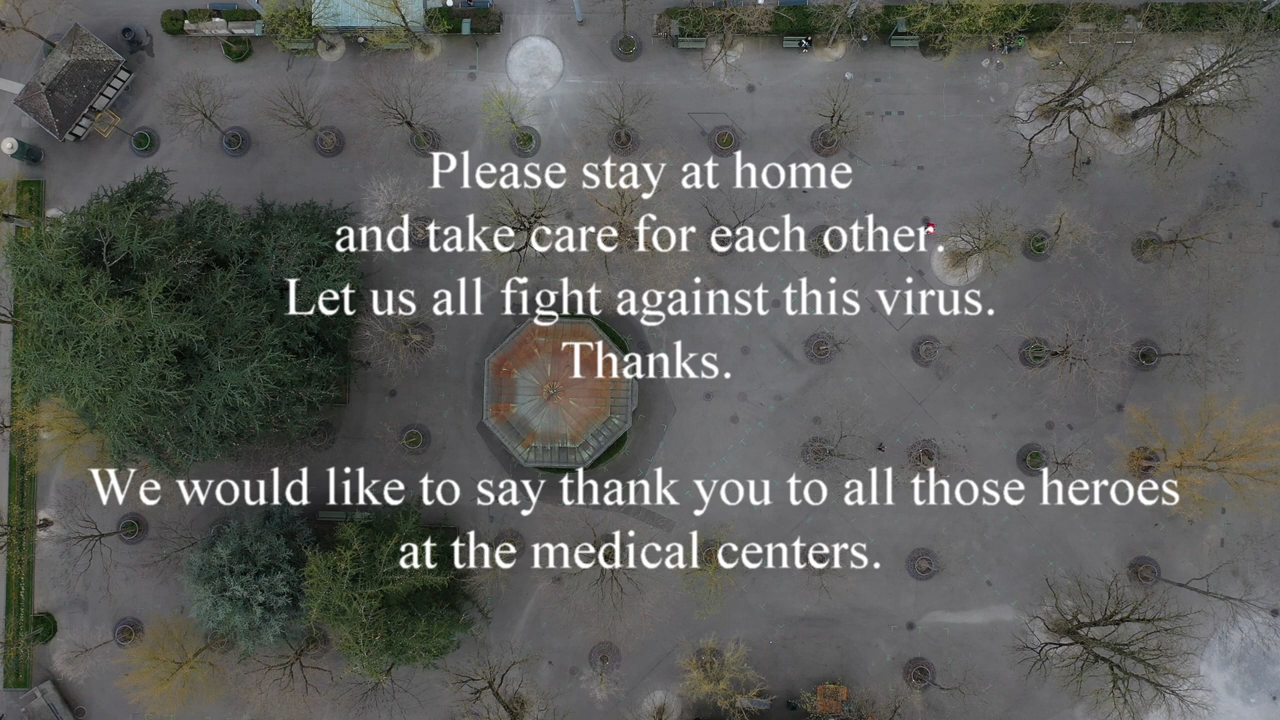 Please stay at home
and take care for each other.
Let us all fight against this virus.
Thanks.
We would like to say thank you to all those heroes
at the medical centers.